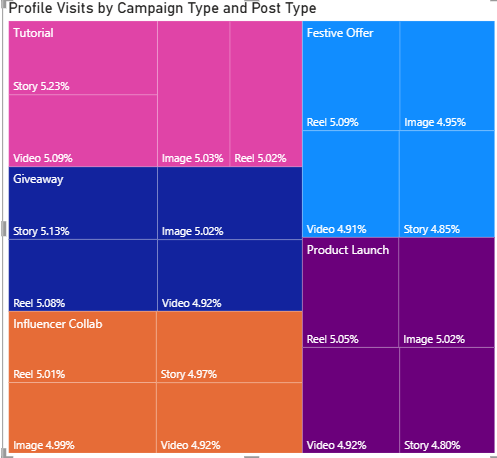 Profile Visits by Campaign Type and Post Type
Tutorial
Story 5.23%
Video 5.09%
Image 5.03%
Reel 5.02%
Giveaway
Story 5.13%
Image 5.02%
Reel 5.08%
Video 4.92%
Influencer Collab
Reel 5.01%
Story 4.97%
Image 4.99%
Video 4.92%
Festive Offer
Reel 5.09%
Image 4.95%
Video 4.91%
Story 4.85%
Product Launch
Reel 5.05%
Image 5.02%
Video 4.92%
Story 4.80%